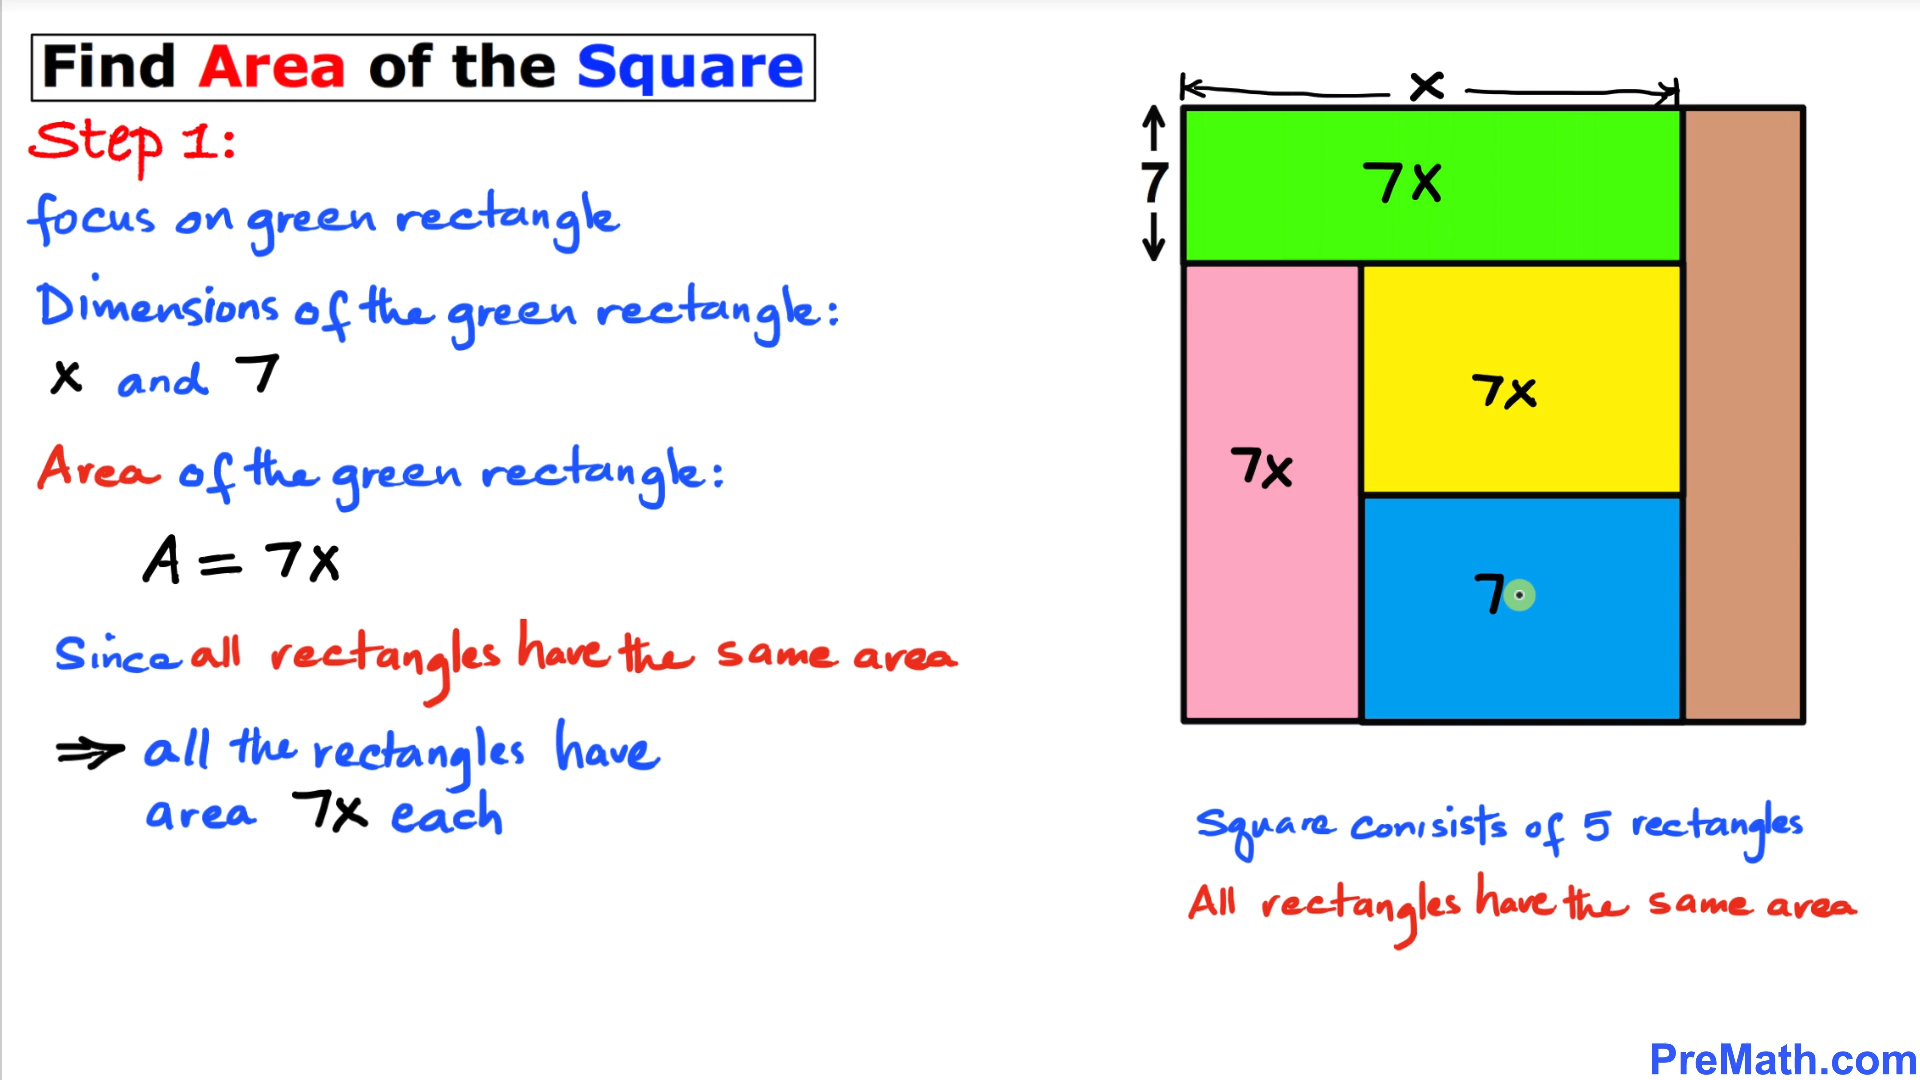 Find Area of the Square
Step 1:
focus on green rectangle
Dimensions of the green rectangle:
x and 7
Area of the green rectangle:
A = 7x
Since all rectangles have the same area
⇒ all the rectangles have
area 7x each
x
7
7x
7x
7x
7
Square consists of 5 rectangles
All rectangles have the same area
PreMath.com